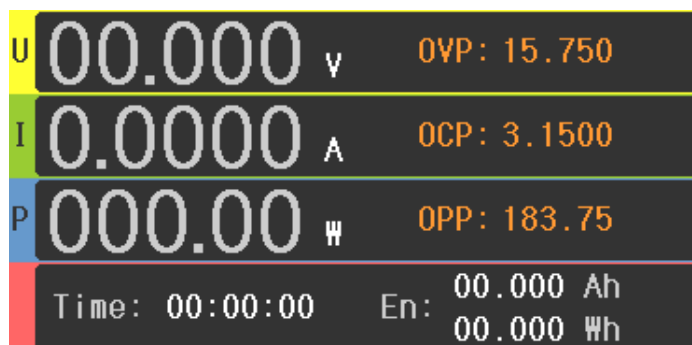 U 00.000 V OVP: 15.750
I 0.0000 A OCP: 3.1500
P 000.00 W OPP: 183.75
Time: 00:00:00 En: 00.000 Ah
00.000 Wh